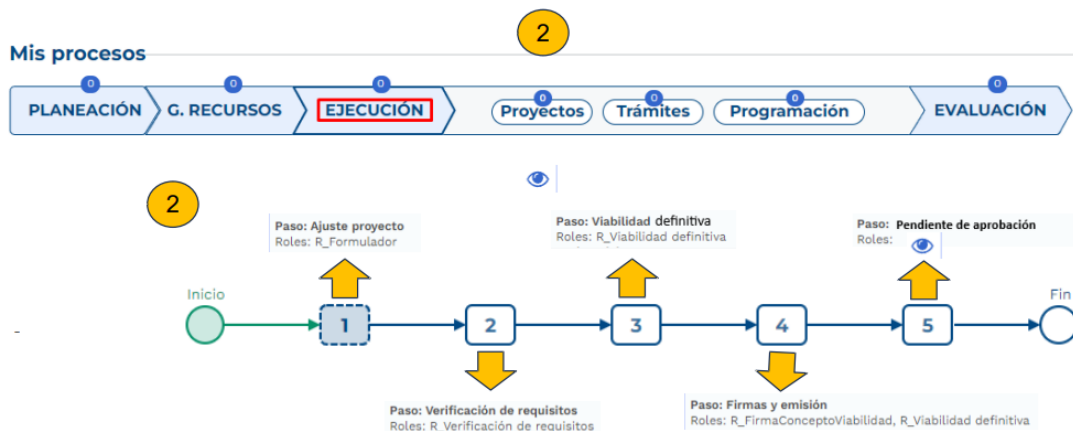 2
Mis procesos
0 0 0 0 0 0 0
PLANEACIÓN G. RECURSOS EJECUCIÓN Proyectos Trámites Programación EVALUACIÓN
2
Paso: Ajuste proyecto
Roles: R_Formulador
Paso: Viabilidad definitiva
Roles: R_Viabilidad definitiva
Paso: Pendiente de aprobación
Roles:
Inicio
Fin
1 2 3 4 5
-
Paso: Verificación de requisitos
Roles: R_Verificación de requisitos
Paso: Firmas y emisión
Roles: R_FirmaConceptoViabilidad, R_Viabilidad definitiva